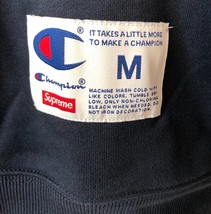 IT TAKES A LITTLE MORE
TO MAKE A CHAMPION
Champion
Supreme
M
MACHINE WASH COLD WITH
LIKE COLORS, TUMBLE DRY
LOW, ONLY NON-CHLORINE
BLEACH WHEN NEEDED, DO
NOT IRON DECORATION.